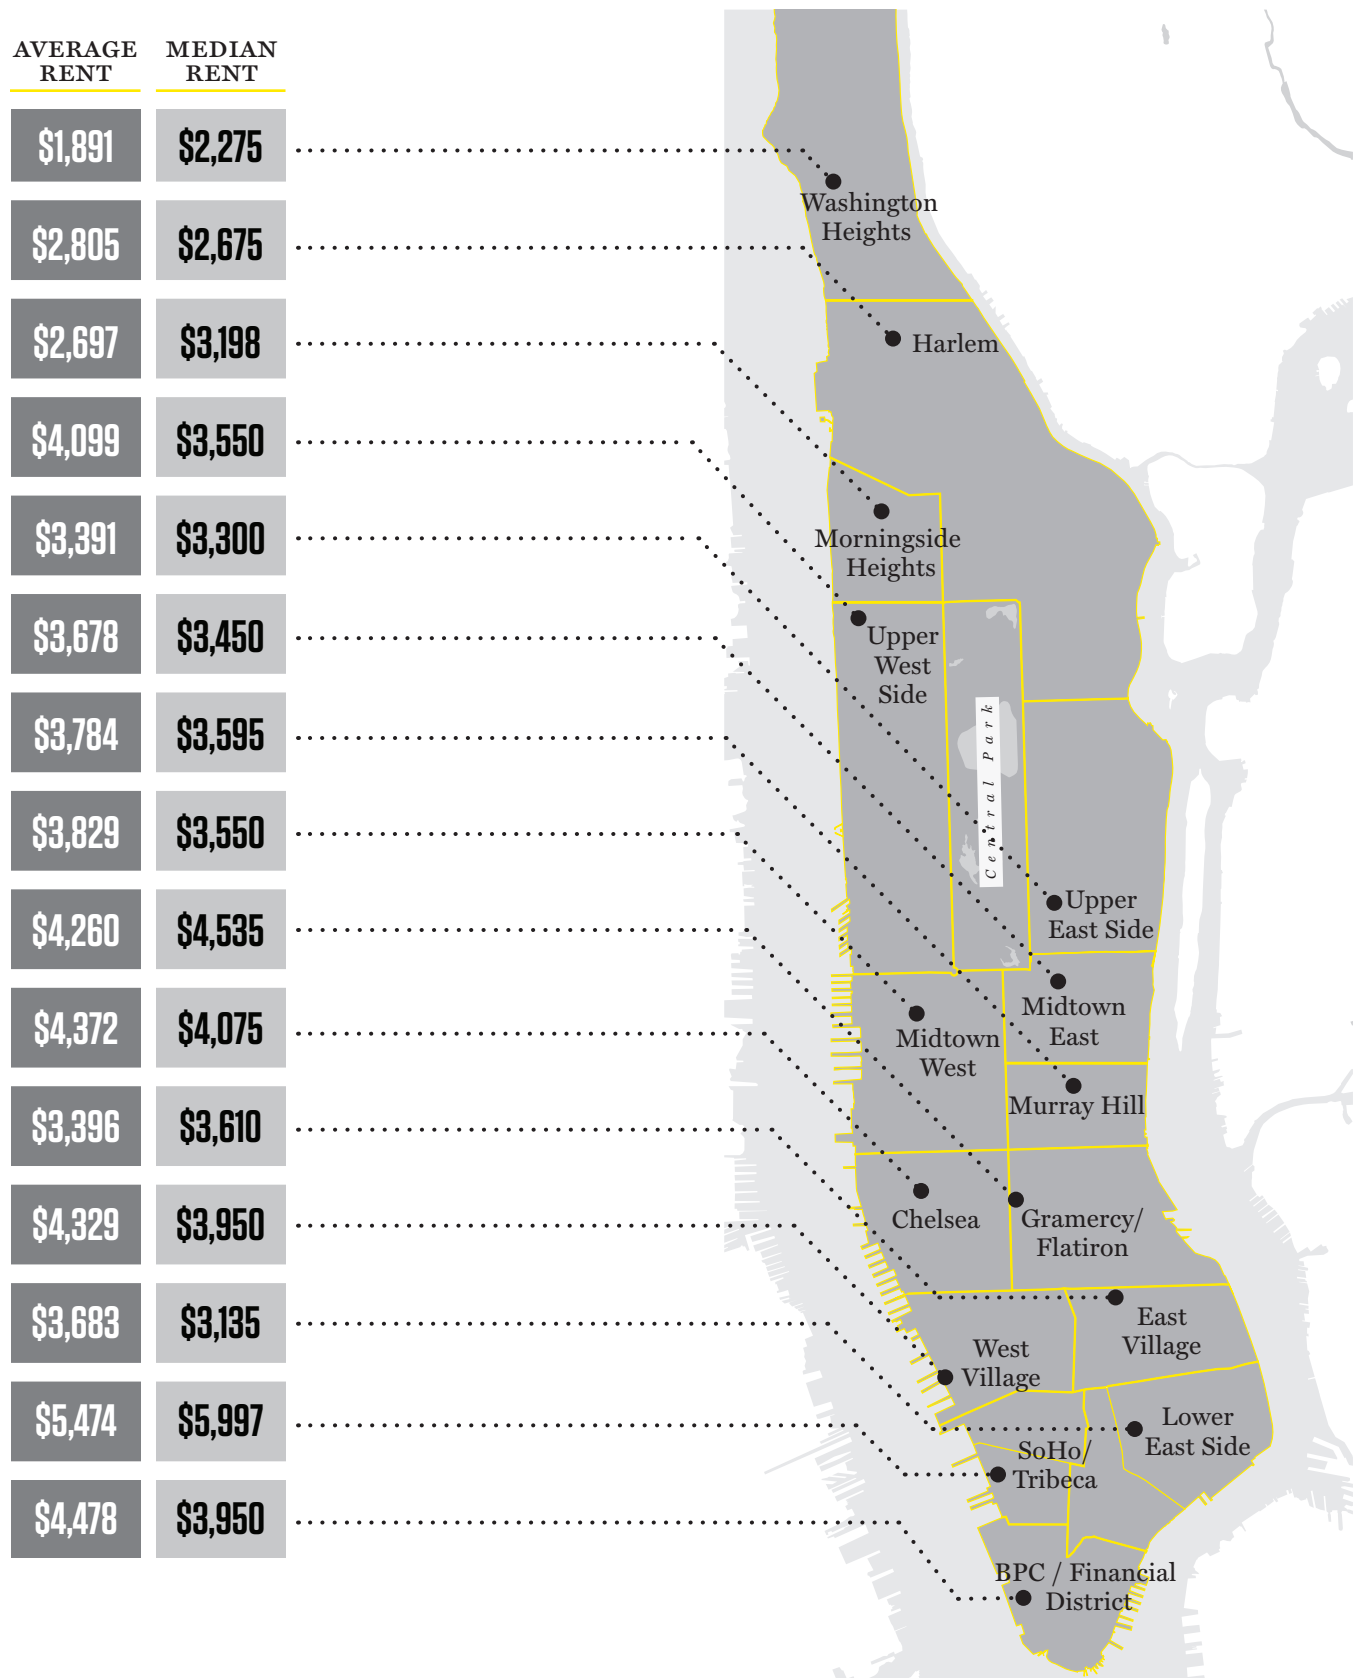 AVERAGE
RENT
MEDIAN
RENT
$1,891 $2,275
$2,805 $2,675
$2,697 $3,198
$4,099 $3,550
$3,391 $3,300
$3,678 $3,450
$3,784 $3,595
$3,829 $3,550
$4,260 $4,535
$4,372 $4,075
$3,396 $3,610
$4,329 $3,950
$3,683 $3,135
$5,474 $5,997
$4,478 $3,950
Washington
Heights
Harlem
Morningside
Heights
Upper
West
Side
Central Park
Upper
East Side
Midtown
East
Midtown
West
Murray Hill
Chelsea
Gramercy/
Flatiron
East
Village
West
Village
Lower
East Side
SoHo/
Tribeca
BPC / Financial
District